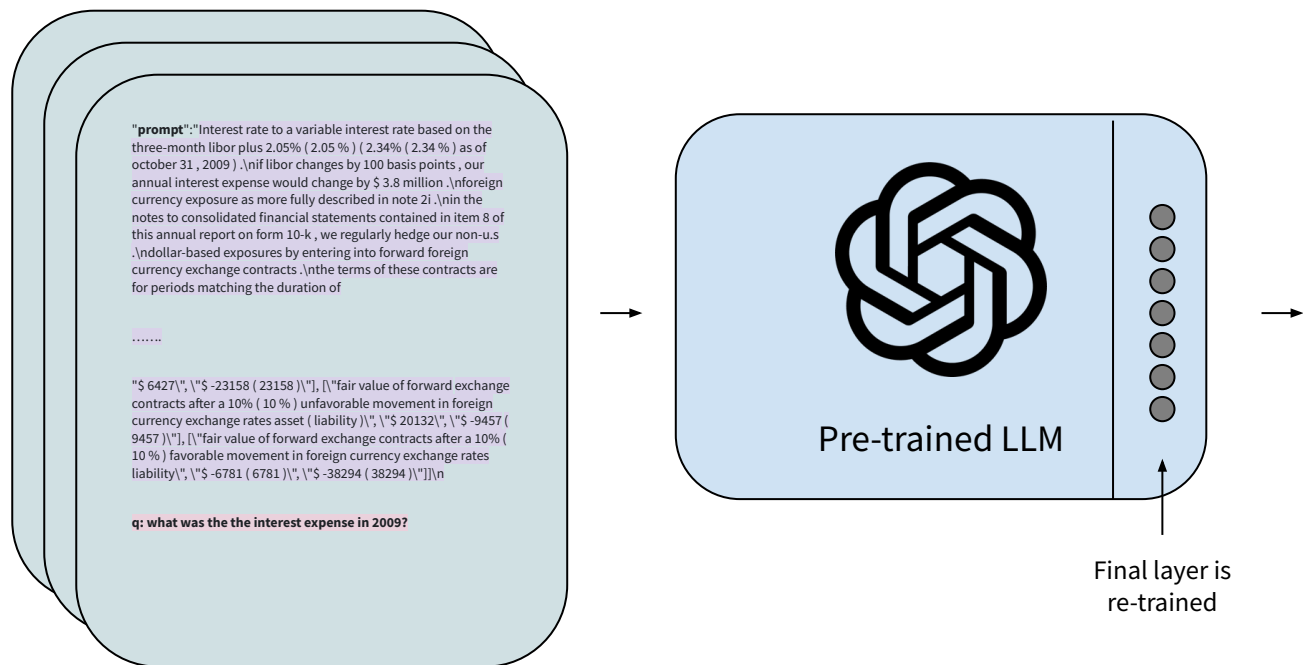 "prompt":"Interest rate to a variable interest rate based on the
three-month libor plus 2.05% ( 2.05 % ) ( 2.34% ( 2.34 % ) as of
october 31 , 2009 ) .\nif libor changes by 100 basis points , our
annual interest expense would change by $ 3.8 million .\nforeign
currency exposure as more fully described in note 2i .\nin the
notes to consolidated financial statements contained in item 8 of
this annual report on form 10-k , we regularly hedge our non-u.s
.\ndollar-based exposures by entering into forward foreign
currency exchange contracts .\nthe terms of these contracts are
for periods matching the duration of
…….
"$ 6427\", \"$ -23158 ( 23158 )\"], [\"fair value of forward exchange
contracts after a 10% ( 10 % ) unfavorable movement in foreign
currency exchange rates asset ( liability )\", \"$ 20132\", \"$ -9457 (
9457 )\"], [\"fair value of forward exchange contracts after a 10% (
10 % ) favorable movement in foreign currency exchange rates
liability\", \"$ -6781 ( 6781 )\", \"$ -38294 ( 38294 )\"]]\n
q: what was the the interest expense in 2009?
Pre-trained LLM
Final layer is
re-trained